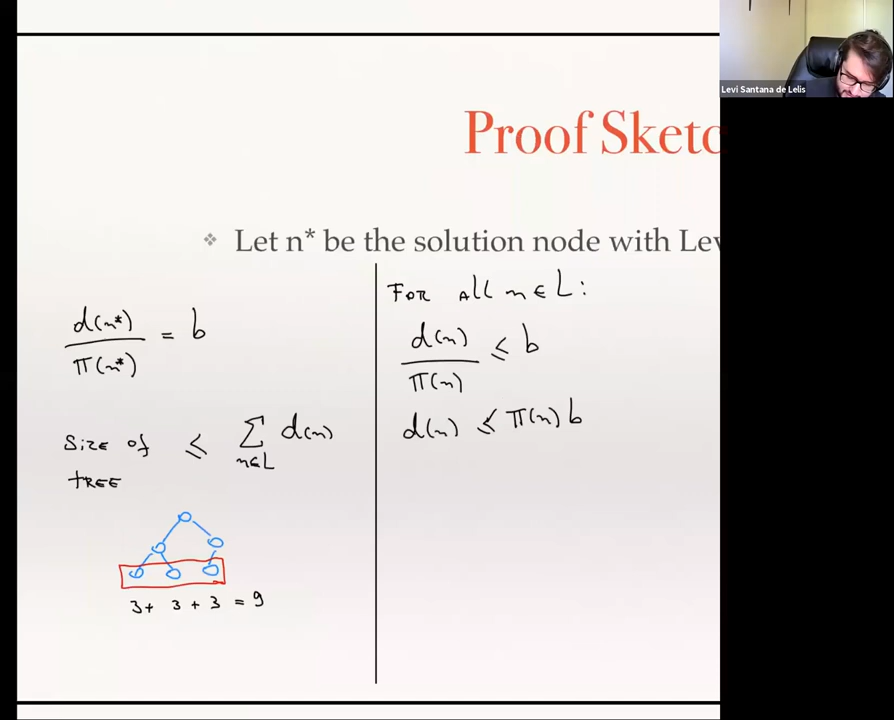 Levi Santana de Lelis
Proof Sketc
❖ Let n* be the solution node with Lev
d(n*)
π(n*)
= b
Size of
tree
≤ Σ d(n)
n∈L
3+ 3 + 3 = 9
For All n ∈ L:
d(n)
π(n)
≤ b
d(n) ≤ π(n) b